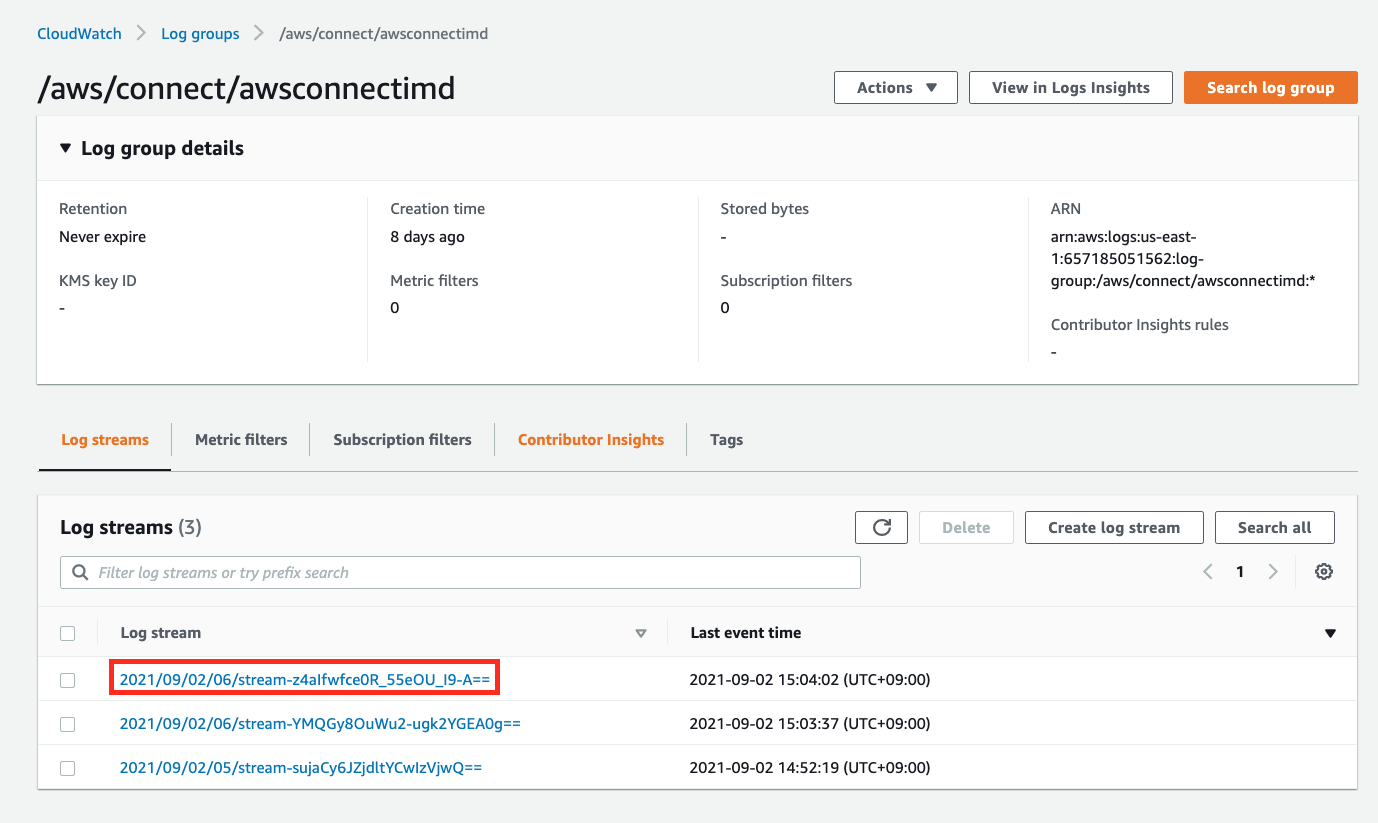 CloudWatch > Log groups > /aws/connect/awsconnectimd
/aws/connect/awsconnectimd
Actions ▼ View in Logs Insights Search log group
▼ Log group details
Retention
Never expire
KMS key ID
-
Creation time
8 days ago
Metric filters
0
Stored bytes
-
Subscription filters
0
ARN
arn:aws:logs:us-east-
1:657185051562:log-
group:/aws/connect/awsconnectimd:*
Contributor Insights rules
-
Log streams Metric filters Subscription filters Contributor Insights Tags
Log streams (3)
Delete Create log stream Search all
Filter log streams or try prefix search
1
Log stream Last event time
2021/09/02/06/stream-z4aIfwfce0R_55eOU_I9-A== 2021-09-02 15:04:02 (UTC+09:00)
2021/09/02/06/stream-YMQGy8OuWu2-ugk2YGEA0g== 2021-09-02 15:03:37 (UTC+09:00)
2021/09/02/05/stream-sujaCy6JZjdltYCwIzVjwQ== 2021-09-02 14:52:19 (UTC+09:00)